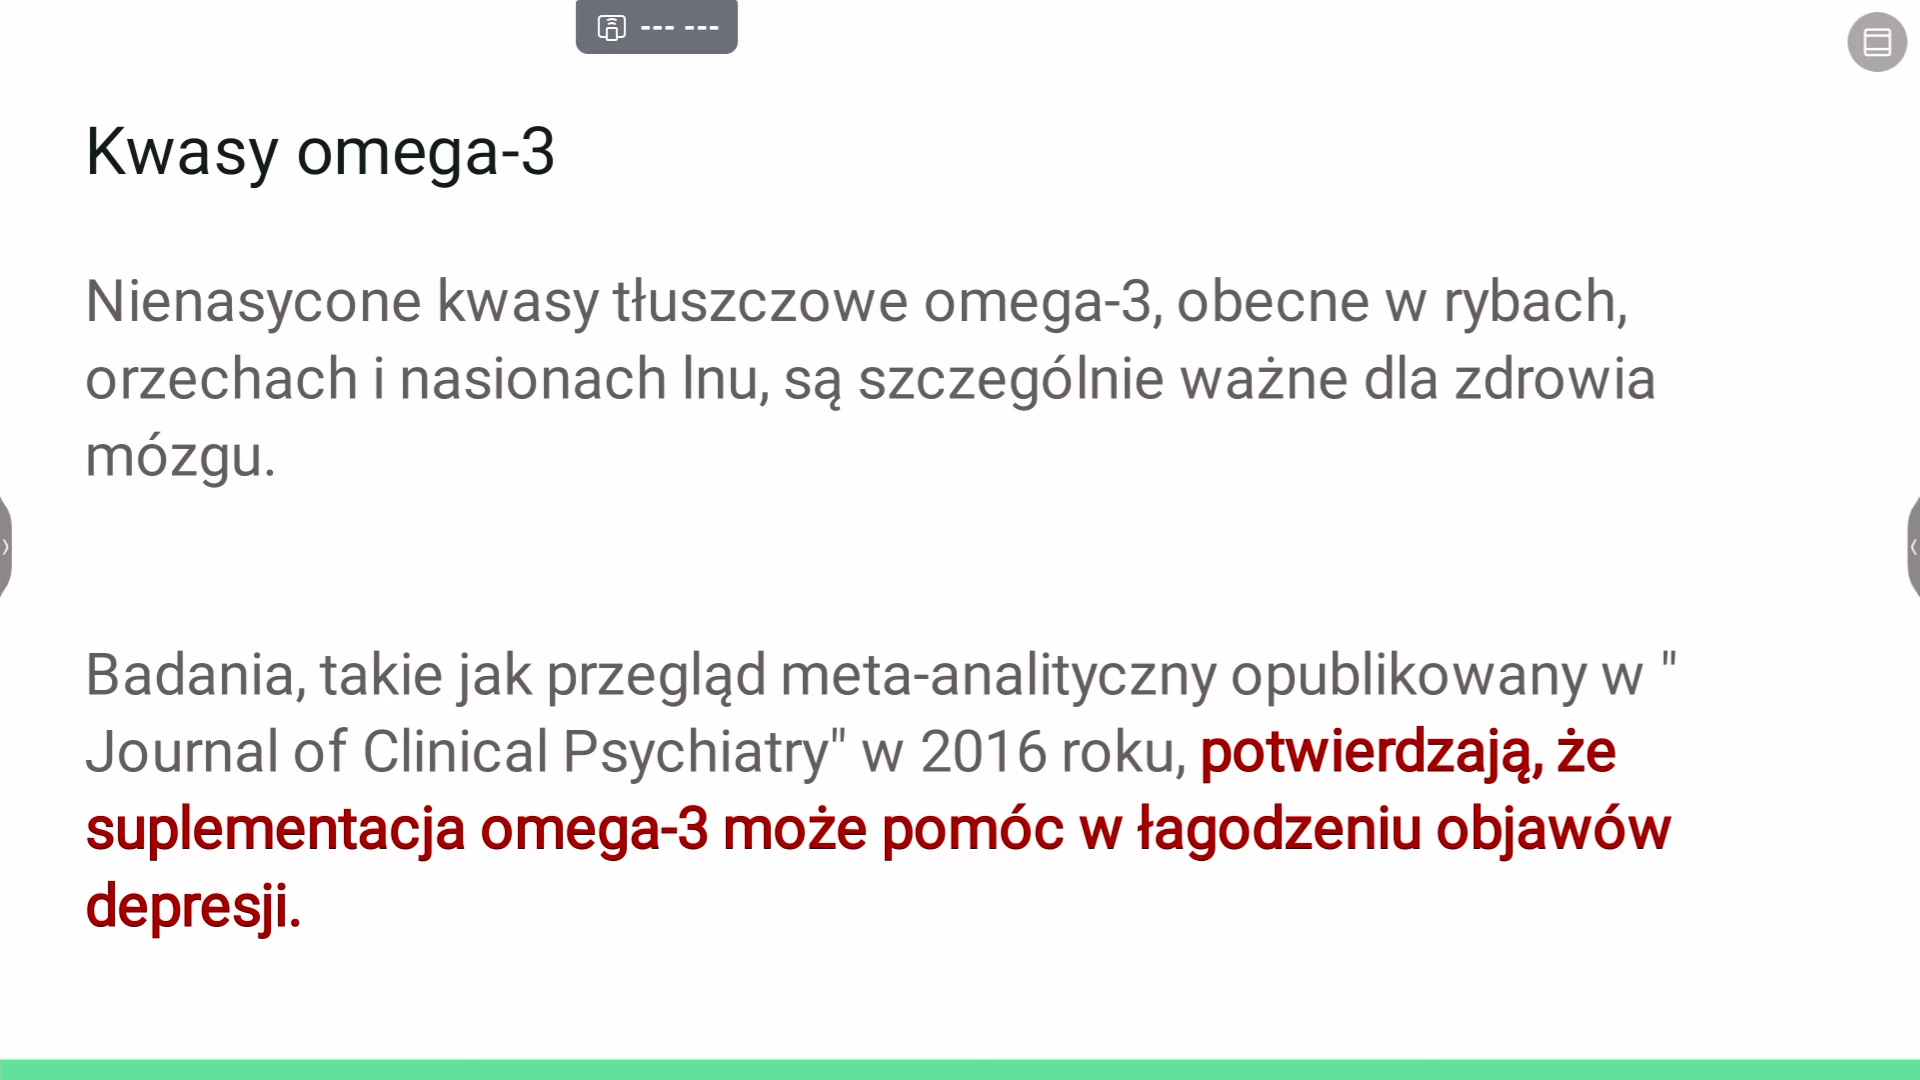 --- ---
Kwasy omega-3
Nienasycone kwasy tłuszczowe omega-3, obecne w rybach,
orzechach i nasionach lnu, są szczególnie ważne dla zdrowia
mózgu.
Badania, takie jak przegląd meta-analityczny opublikowany w "
Journal of Clinical Psychiatry" w 2016 roku, potwierdzają, że
suplementacja omega-3 może pomóc w łagodzeniu objawów
depresji.